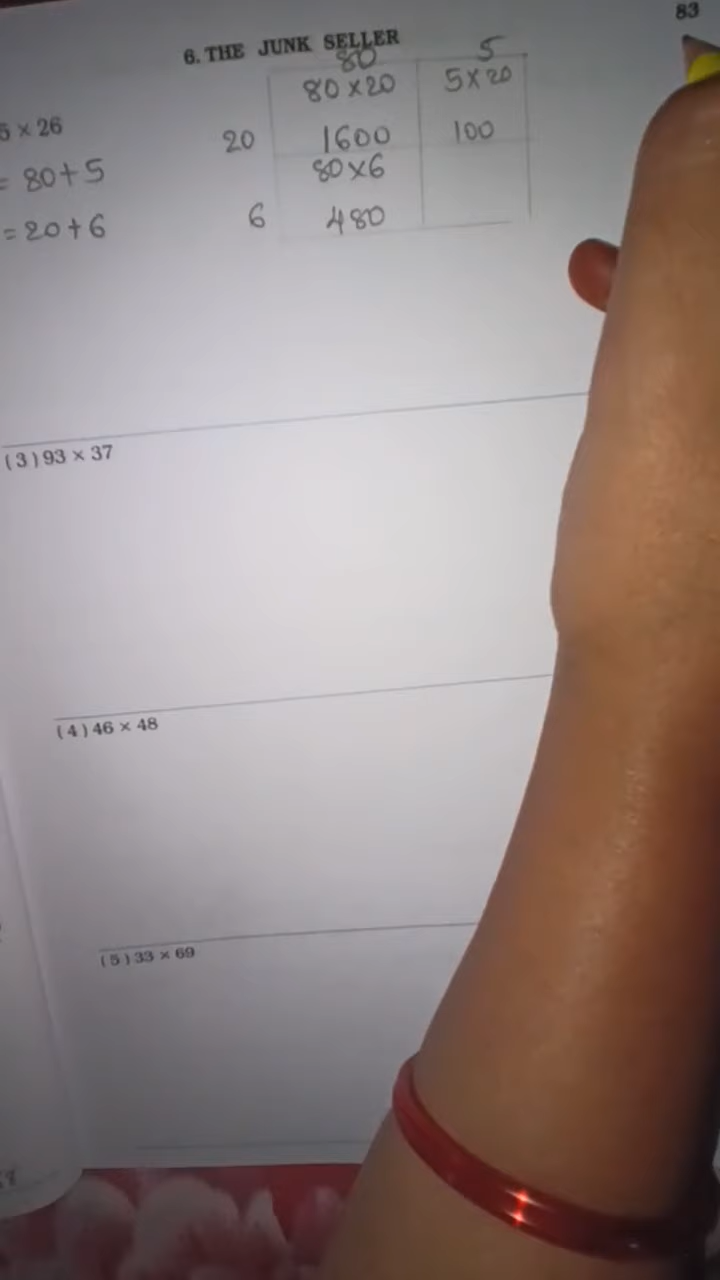 83
6. THE JUNK SELLER
80 5
80×20 5×20
5 × 26
20 1600 100
= 80+5
80×6
= 20+6
6 480
(3) 93 × 37
(4) 46 × 48
(5) 33 × 69